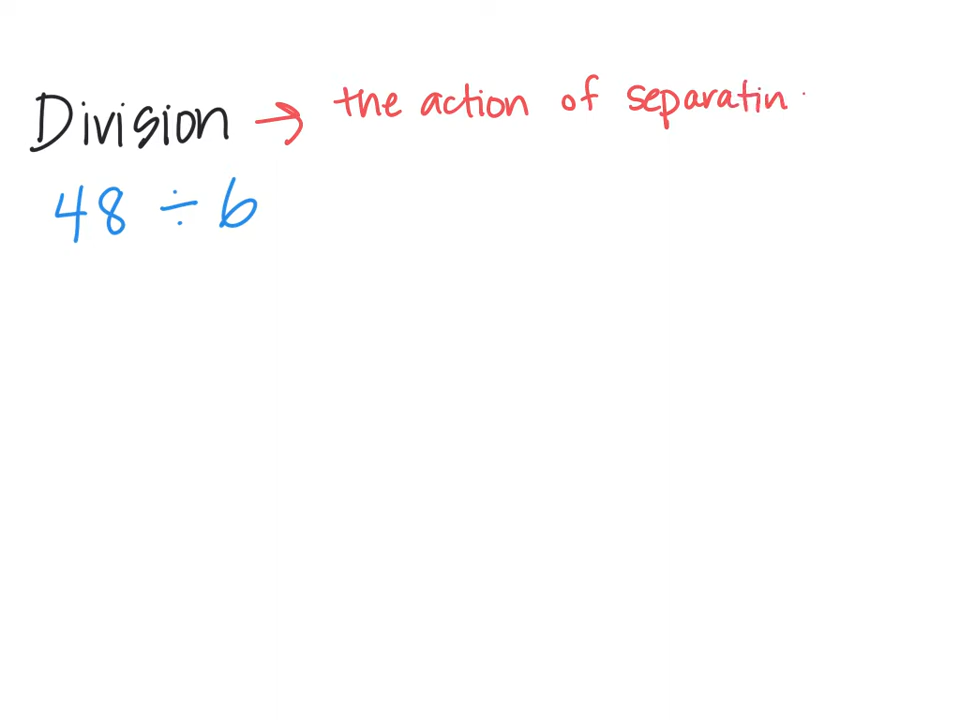 Division → the action of separatin
48 ÷ 6